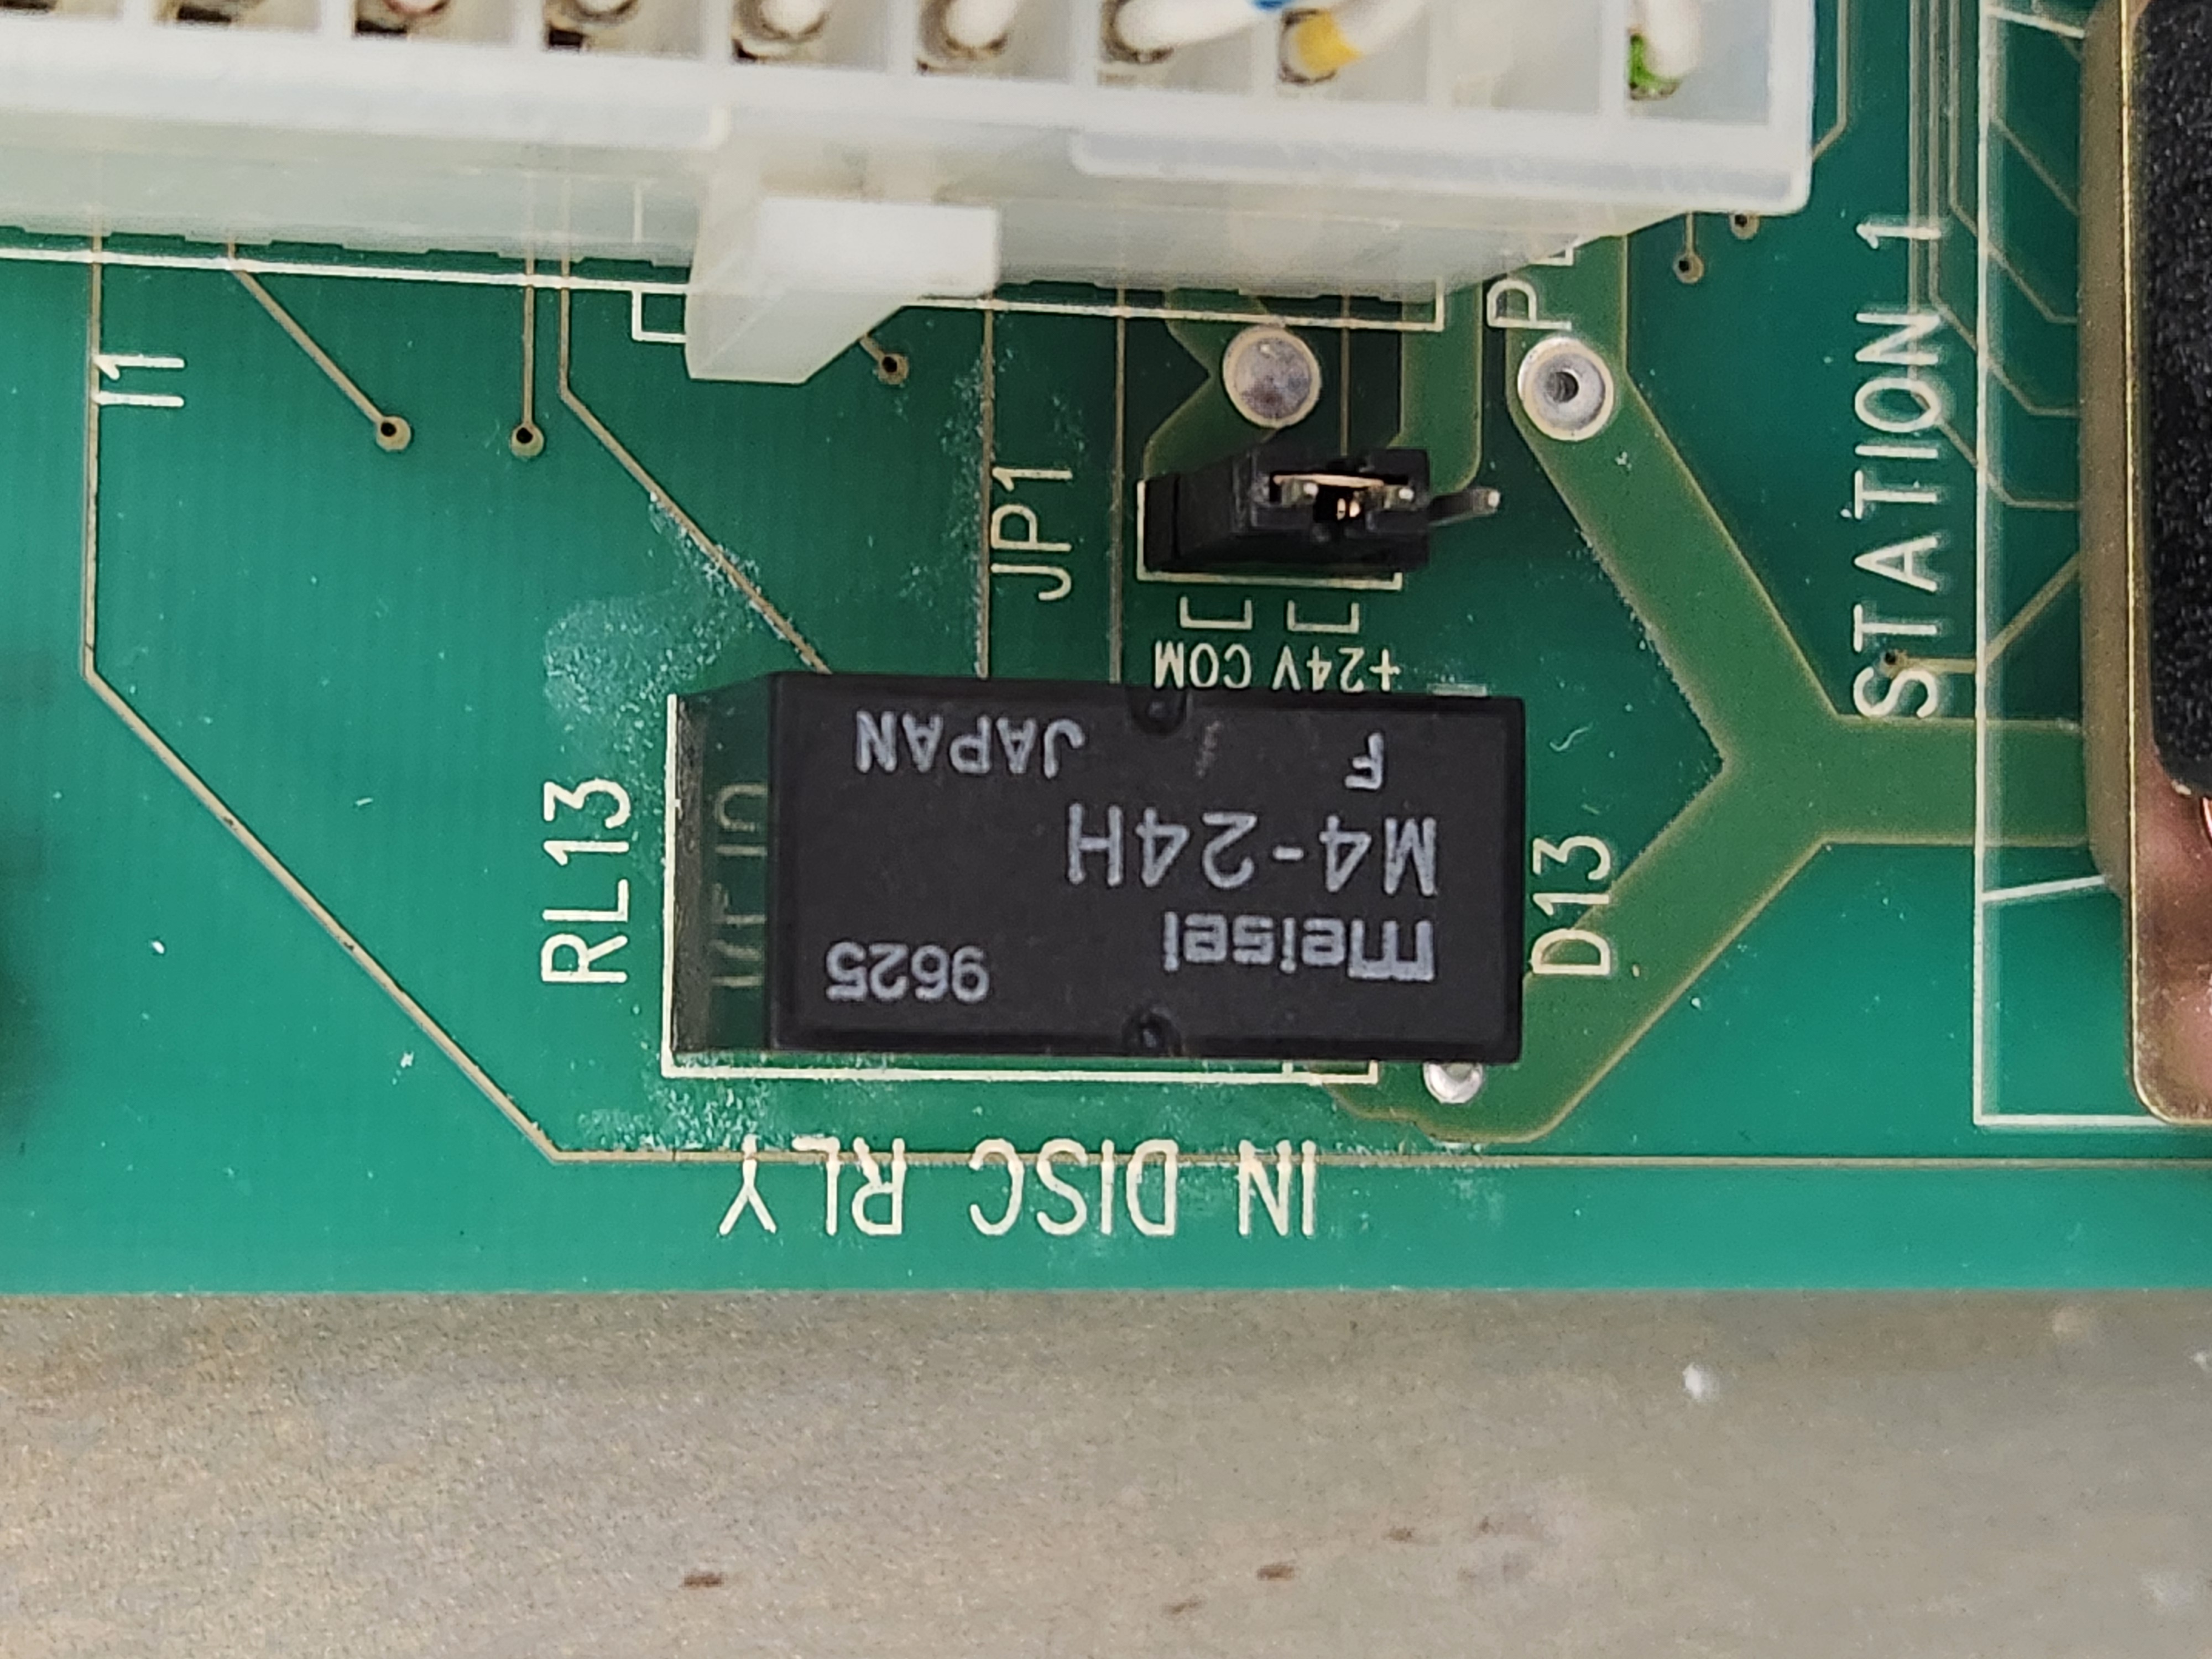 I1
RL13
IN DISC RLY
9625
JAPAN
meisei
M4-24H
F
JP1
+24V COM
D13
STATION 1